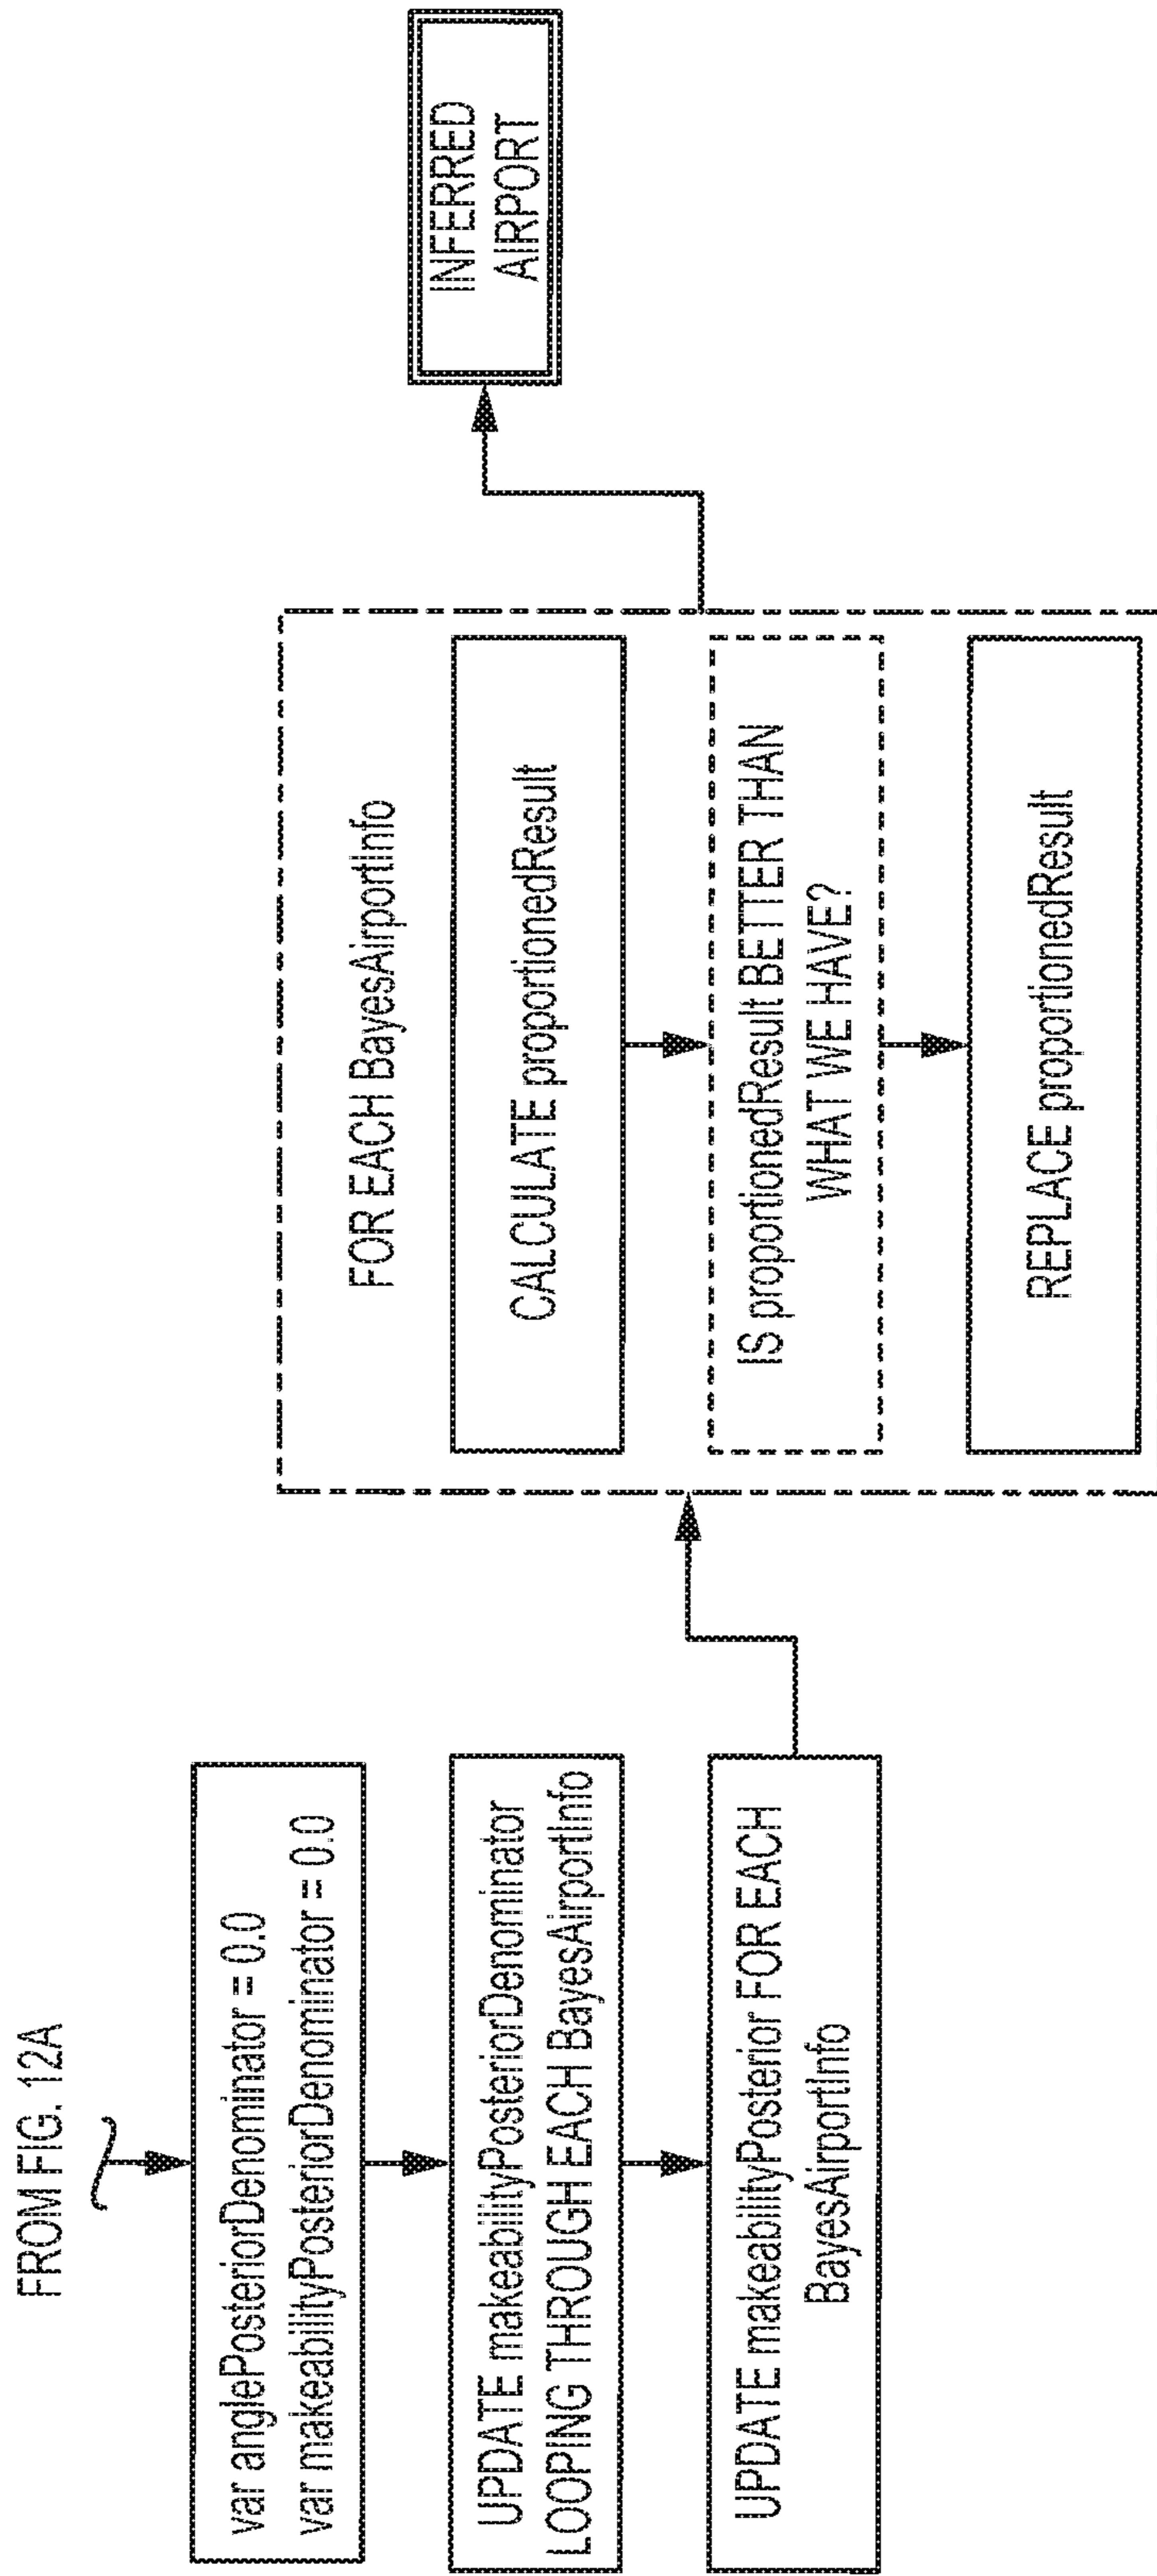 FROM FIG. 12A
var anglePosteriorDenominator = 0.0
var makeabilityPosteriorDenominator = 0.0
UPDATE makeabilityPosteriorDenominator
LOOPING THROUGH EACH BayesAirportInfo
UPDATE makeabilityPosterior FOR EACH
BayesAirportInfo
FOR EACH BayesAirportInfo
CALCULATE proportionedResult
IS proportionedResult BETTER THAN
WHAT WE HAVE?
REPLACE proportionedResult
INFERRED
AIRPORT